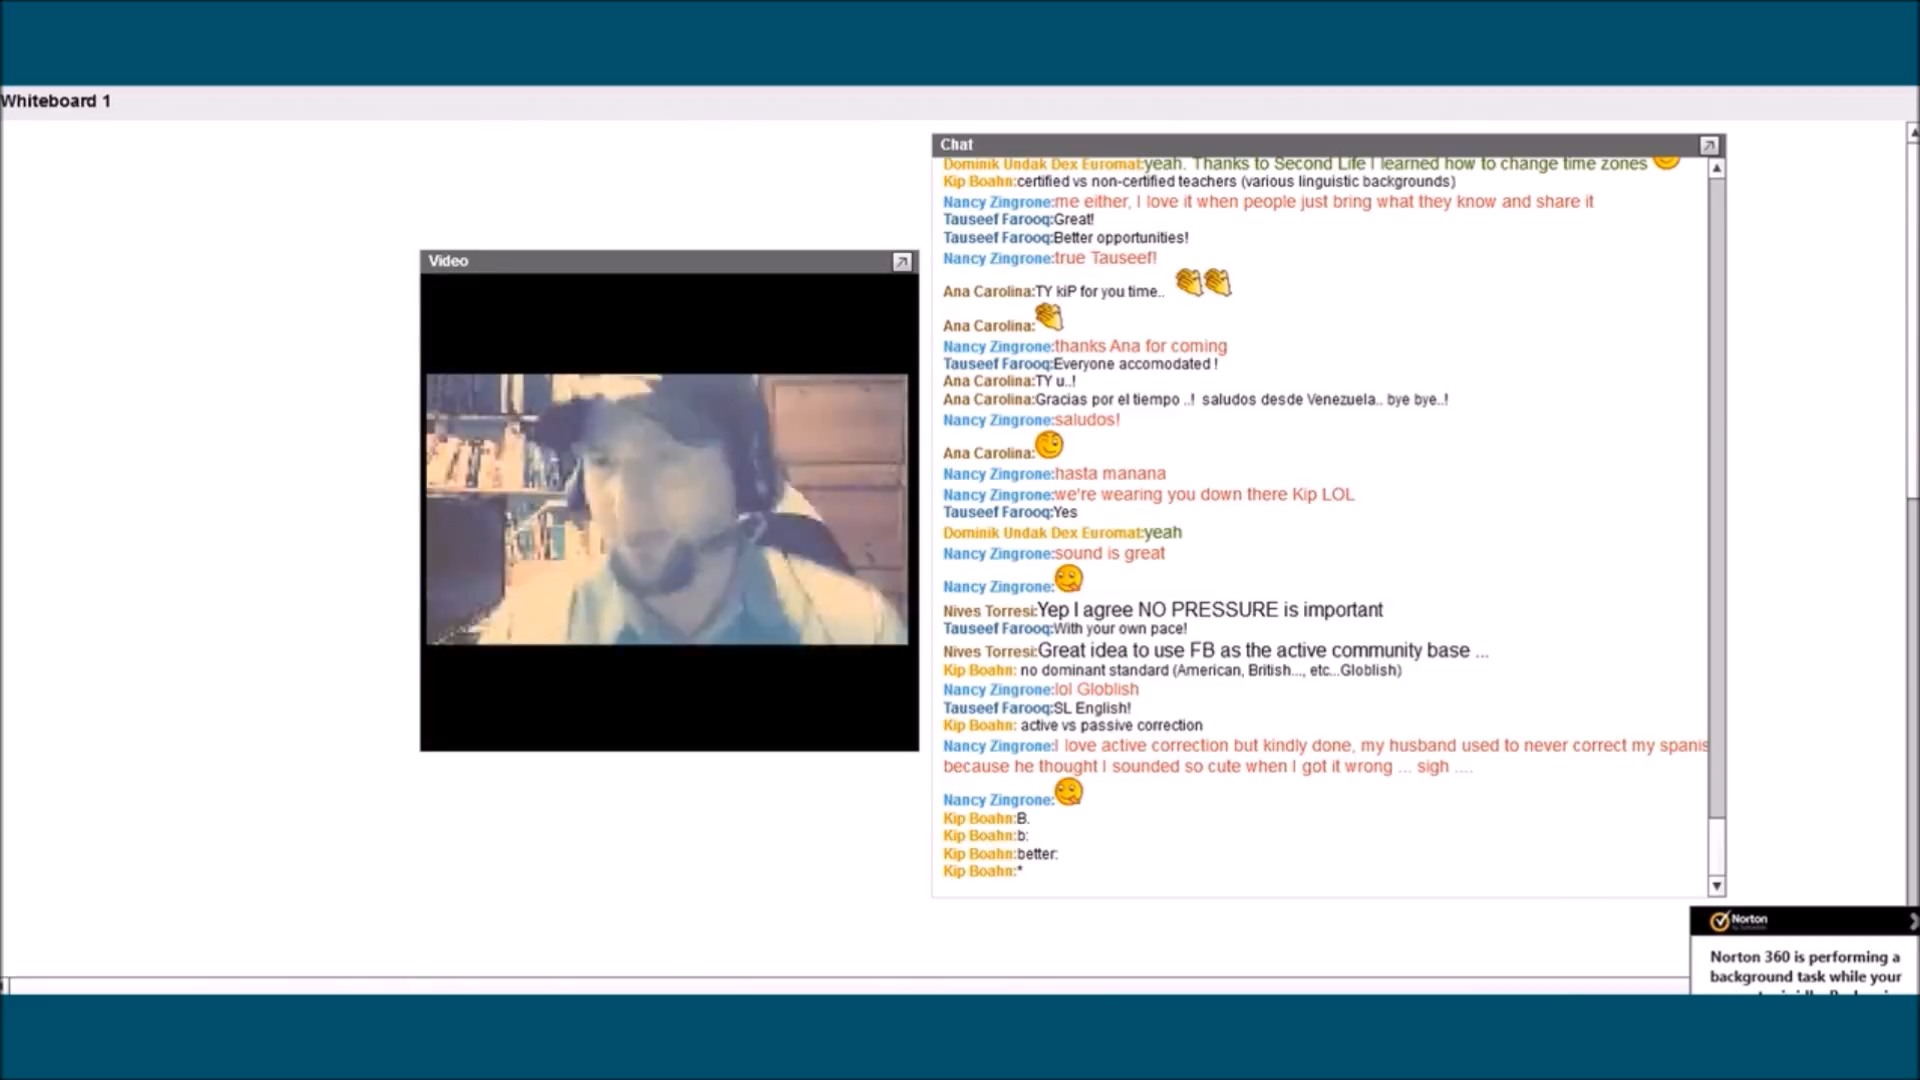 Whiteboard 1
Video
Chat
Dominik Undak Dex Euromat:yeah. Thanks to Second Life I learned how to change time zones
Kip Boahn:certified vs non-certified teachers (various linguistic backgrounds)
Nancy Zingrone:me either, I love it when people just bring what they know and share it
Tauseef Farooq:Great!
Tauseef Farooq:Better opportunities!
Nancy Zingrone:true Tauseef!
Ana Carolina:TY kiP for you time..
Ana Carolina:
Nancy Zingrone:thanks Ana for coming
Tauseef Farooq:Everyone accomodated !
Ana Carolina:TY u..!
Ana Carolina:Gracias por el tiempo ..! saludos desde Venezuela.. bye bye..!
Nancy Zingrone:saludos!
Ana Carolina:
Nancy Zingrone:hasta manana
Nancy Zingrone:we're wearing you down there Kip LOL
Tauseef Farooq:Yes
Dominik Undak Dex Euromat:yeah
Nancy Zingrone:sound is great
Nancy Zingrone:
Nives Torresi:Yep I agree NO PRESSURE is important
Tauseef Farooq:With your own pace!
Nives Torresi:Great idea to use FB as the active community base ...
Kip Boahn: no dominant standard (American, British..., etc...Globlish)
Nancy Zingrone:lol Globlish
Tauseef Farooq:SL English!
Kip Boahn: active vs passive correction
Nancy Zingrone:I love active correction but kindly done, my husband used to never correct my spanis
because he thought I sounded so cute when I got it wrong ... sigh ....
Nancy Zingrone:
Kip Boahn:B.
Kip Boahn:b:
Kip Boahn:better:
Kip Boahn:*
Norton
Norton 360 is performing a
background task while your